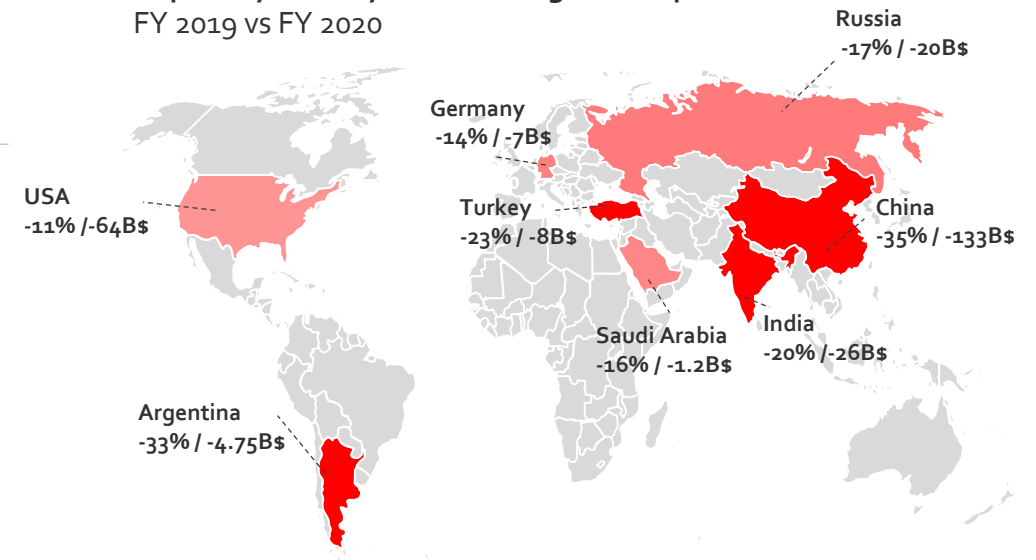 FY 2019 vs FY 2020
Russia
-17% / -20B$
Germany
-14% / -7B$
USA
-11% /-64B$
Turkey
-23% / -8B$
China
-35% / -133B$
Saudi Arabia
-16% / -1.2B$
India
-20% /-26B$
Argentina
-33% / -4.75B$